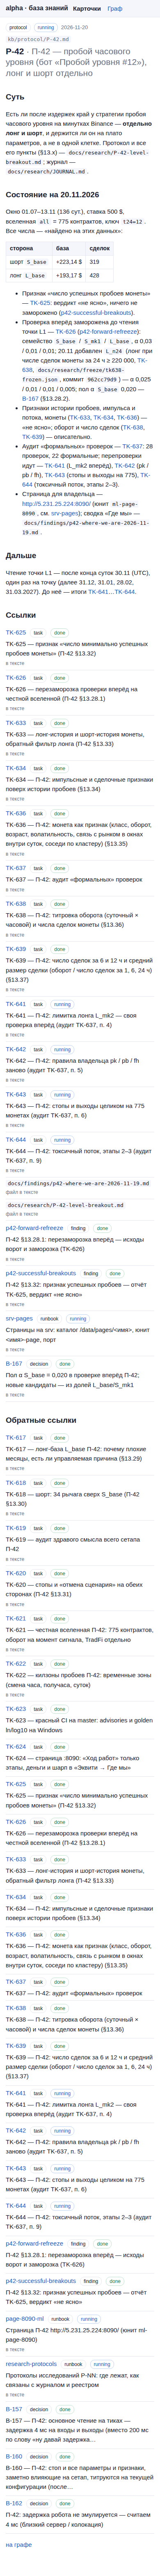 alpha · база знаний Карточки Граф
protocol running 2026-11-20
kb/protocol/P-42.md
P-42 · П-42 — пробой часового
уровня (бот «Пробой уровня #12»),
лонг и шорт отдельно
Суть
Есть ли после издержек край у стратегии пробоя
часового уровня на минутках Binance — отдельно
лонг и шорт, и держится ли он на плато
параметров, а не в одной клетке. Протокол и все
его пункты (§13.x) — docs/research/P-42-level-
breakout.md ; журнал —
docs/research/JOURNAL.md .
Состояние на 20.11.2026
Окно 01.07–13.11 (136 сут.), ставка 500 $,
вселенная all = 775 контрактов, ключ t24=12 .
Все числа — «найдено на этих данных»:
сторона база сделок
шорт S_base +223,14 $ 319
лонг L_base +193,17 $ 428
Признак «число успешных пробоев монеты»
— TK-625: вердикт «не ясно», ничего не
заморожено (p42-successful-breakouts).
Проверка вперёд заморожена до чтения
точки L1 — TK-626 (p42-forward-refreeze):
семейство S_base / S_ml / L_base , α 0,03
/ 0,01 / 0,01; 20.11 добавлен L_n24 (лонг при
числе сделок монеты за 24 ч ≥ 220 000, TK-
638, docs/research/freeze/tk638-
frozen.json , коммит 962cc79d9 ) — α 0,025
/ 0,01 / 0,01 / 0,005, пол α S_base 0,020 —
B-167 (§13.28.2).
Признаки истории пробоев, импульса и
потока, монеты (TK-633, TK-634, TK-636) —
«не ясно»; оборот и число сделок (TK-638,
TK-639) — описательно.
Аудит «формальных» проверок — TK-637: 28
проверок, 22 формальные; перепроверки
идут — TK-641 (L_mk2 вперёд), TK-642 (pk /
pb / fh), TK-643 (стопы и выходы на 775), TK-
644 (токсичный поток, этапы 2–3).
Страница для владельца —
http://5.231.25.224:8090/ (юнит ml-page-
8090 , см. srv-pages); сводка «Где мы» —
docs/findings/p42-where-we-are-2026-11-
19.md .
Дальше
Чтение точки L1 — после конца суток 30.11 (UTC),
один раз на точку (далее 31.12, 31.01, 28.02,
31.03.2027). До неё — итоги TK-641…TK-644.
Ссылки
TK-625 task done
TK-625 — признак «число минимально успешных
пробоев монеты» (П-42 §13.32)
в тексте
TK-626 task done
TK-626 — перезаморозка проверки вперёд на
честной вселенной (П-42 §13.28.1)
в тексте
TK-633 task done
TK-633 — лонг-история и шорт-история монеты,
обратный фильтр лонга (П-42 §13.33)
в тексте
TK-634 task done
TK-634 — П-42: импульсные и сделочные признаки
поверх истории пробоев (§13.34)
в тексте
TK-636 task done
TK-636 — П-42: монета как признак (класс, оборот,
возраст, волатильность, связь с рынком в окнах
внутри суток, соседи по кластеру) (§13.35)
в тексте
TK-637 task done
TK-637 — П-42: аудит «формальных» проверок
в тексте
TK-638 task done
TK-638 — П-42: титровка оборота (суточный ×
часовой) и числа сделок монеты (§13.36)
в тексте
TK-639 task done
TK-639 — П-42: число сделок за 6 и 12 ч и средний
размер сделки (оборот / число сделок за 1, 6, 24 ч)
(§13.37)
в тексте
TK-641 task running
TK-641 — П-42: лимитка лонга L_mk2 — своя
проверка вперёд (аудит TK-637, п. 4)
в тексте
TK-642 task running
TK-642 — П-42: правила владельца pk / pb / fh
заново (аудит TK-637, п. 5)
в тексте
TK-643 task running
TK-643 — П-42: стопы и выходы целиком на 775
монетах (аудит TK-637, п. 6)
в тексте
TK-644 task running
TK-644 — П-42: токсичный поток, этапы 2–3 (аудит
TK-637, п. 9)
в тексте
docs/findings/p42-where-we-are-2026-11-19.md
файл в тексте
docs/research/P-42-level-breakout.md
файл в тексте
p42-forward-refreeze finding done
П-42 §13.28.1: перезаморозка вперёд — исходы
ворот и заморозка (TK-626)
в тексте
p42-successful-breakouts finding done
П-42 §13.32: признак успешных пробоев — отчёт
TK-625, вердикт «не ясно»
в тексте
srv-pages runbook running
Страницы на srv: каталог /data/pages/<имя>, юнит
<имя>-page, порт
в тексте
B-167 decision done
Пол α S_base = 0,020 в проверке вперёд П-42;
новые кандидаты — из долей L_base/S_mk1
в тексте
Обратные ссылки
TK-617 task done
TK-617 — лонг-база L_base П-42: почему плохие
месяцы, есть ли управляемая причина (§13.29)
в тексте
TK-618 task done
TK-618 — шорт: 34 рычага сверх S_base (П-42
§13.30)
в тексте
TK-619 task done
TK-619 — аудит здравого смысла всего сетапа
П-42
в тексте
TK-620 task done
TK-620 — стопы и «отмена сценария» на обеих
сторонах (П-42 §13.31)
в тексте
TK-621 task done
TK-621 — честная вселенная П-42: 775 контрактов,
оборот на момент сигнала, TradFi отдельно
в тексте
TK-622 task done
TK-622 — килзоны пробоев П-42: временные зоны
(смена часа, получаса, суток)
в тексте
TK-623 task done
TK-623 — красный CI на master: advisories и golden
ln/log10 на Windows
в тексте
TK-624 task done
TK-624 — страница :8090: «Ход работ» только
этапы, деньги и шарп в «Эквити → Где мы»
в тексте
TK-625 task done
TK-625 — признак «число минимально успешных
пробоев монеты» (П-42 §13.32)
в тексте
TK-626 task done
TK-626 — перезаморозка проверки вперёд на
честной вселенной (П-42 §13.28.1)
в тексте
TK-633 task done
TK-633 — лонг-история и шорт-история монеты,
обратный фильтр лонга (П-42 §13.33)
в тексте
TK-634 task done
TK-634 — П-42: импульсные и сделочные признаки
поверх истории пробоев (§13.34)
в тексте
TK-636 task done
TK-636 — П-42: монета как признак (класс, оборот,
возраст, волатильность, связь с рынком в окнах
внутри суток, соседи по кластеру) (§13.35)
в тексте
TK-637 task done
TK-637 — П-42: аудит «формальных» проверок
TK-638 task done
TK-638 — П-42: титровка оборота (суточный ×
часовой) и числа сделок монеты (§13.36)
в тексте
TK-639 task done
TK-639 — П-42: число сделок за 6 и 12 ч и средний
размер сделки (оборот / число сделок за 1, 6, 24 ч)
(§13.37)
в тексте
TK-641 task running
TK-641 — П-42: лимитка лонга L_mk2 — своя
проверка вперёд (аудит TK-637, п. 4)
в тексте
TK-642 task running
TK-642 — П-42: правила владельца pk / pb / fh
заново (аудит TK-637, п. 5)
в тексте
TK-643 task running
TK-643 — П-42: стопы и выходы целиком на 775
монетах (аудит TK-637, п. 6)
в тексте
TK-644 task running
TK-644 — П-42: токсичный поток, этапы 2–3 (аудит
TK-637, п. 9)
в тексте
p42-forward-refreeze finding done
П-42 §13.28.1: перезаморозка вперёд — исходы
ворот и заморозка (TK-626)
в тексте
p42-successful-breakouts finding done
П-42 §13.32: признак успешных пробоев — отчёт
TK-625, вердикт «не ясно»
в тексте
page-8090-ml runbook running
Страница П-42 http://5.231.25.224:8090/ (юнит ml-
page-8090)
в тексте
research-protocols runbook running
Протоколы исследований P-NN: где лежат, как
связаны с журналом и реестром
в тексте
B-157 decision done
B-157 — П-42: основное чтение на тиках —
задержка 4 мс на входы и выходы (вместо 200 мс
по слову «ну давай задержка…
в тексте
B-160 decision done
B-160 — П-42: стоп и все параметры и признаки,
заметно влияющие на сетап, титруются на текущей
конфигурации (после…
в тексте
B-162 decision done
П-42: задержка робота не эмулируется — считаем
4 мс (близкий сервер / колокация)
в тексте
на графе